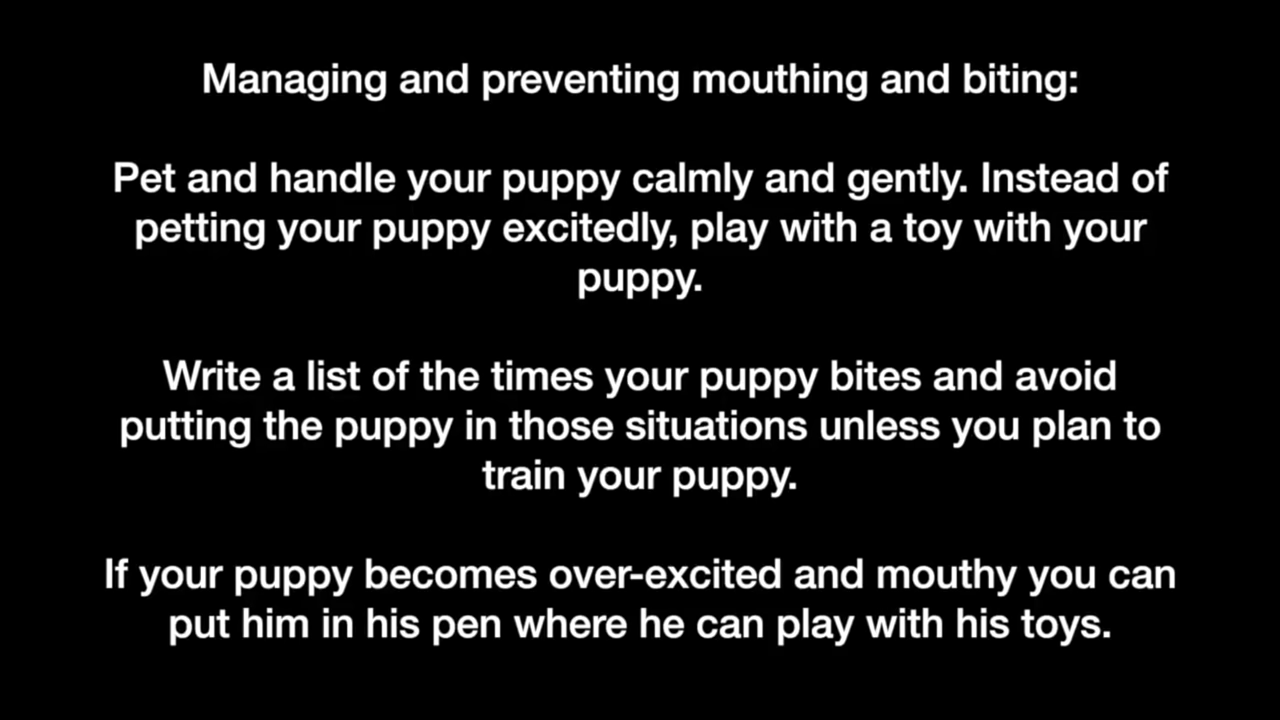 Managing and preventing mouthing and biting:
Pet and handle your puppy calmly and gently. Instead of
petting your puppy excitedly, play with a toy with your
puppy.
Write a list of the times your puppy bites and avoid
putting the puppy in those situations unless you plan to
train your puppy.
If your puppy becomes over-excited and mouthy you can
put him in his pen where he can play with his toys.